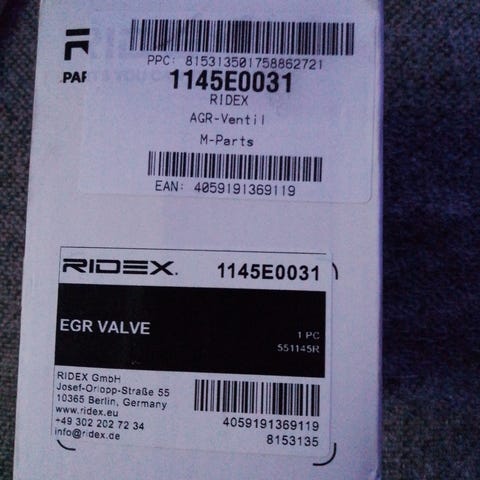 PPC: 815313501758862721
1145E0031
RIDEX
AGR-Ventil
M-Parts
EAN: 4059191369119
RIDEX. 1145E0031
EGR VALVE
1 PC
551145R
RIDEX GmbH
Josef-Orlopp-Straße 55
10365 Berlin, Germany
www.ridex.eu
+49 302 202 72 34
info@ridex.de
4059191369119
8153135